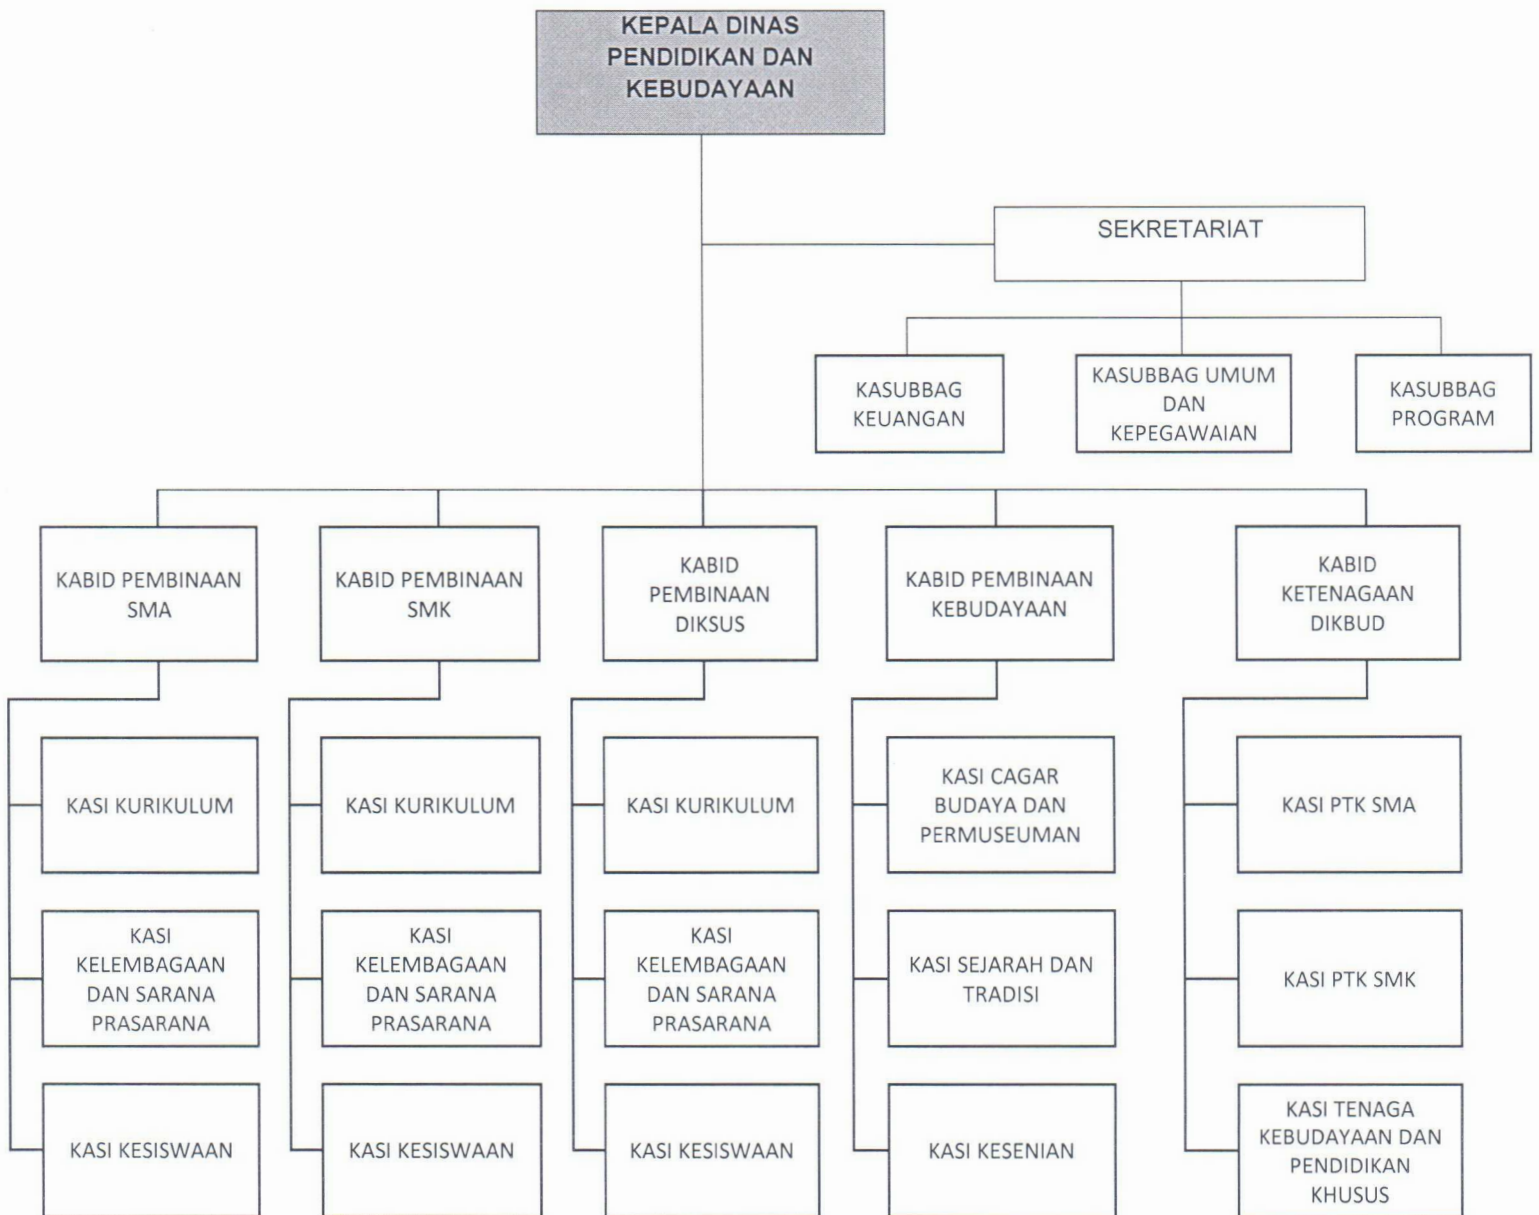 KEPALA DINAS
PENDIDIKAN DAN
KEBUDAYAAN
SEKRETARIAT
KASUBBAG
KEUANGAN
KASUBBAG UMUM
DAN
KEPEGAWAIAN
KASUBBAG
PROGRAM
KABID PEMBINAAN
SMA
KABID PEMBINAAN
SMK
KABID
PEMBINAAN
DIKSUS
KABID PEMBINAAN
KEBUDAYAAN
KABID
KETENAGAAN
DIKBUD
KASI KURIKULUM
KASI KURIKULUM
KASI KURIKULUM
KASI CAGAR
BUDAYA DAN
PERMUSEUMAN
KASI PTK SMA
KASI
KELEMBAGAAN
DAN SARANA
PRASARANA
KASI
KELEMBAGAAN
DAN SARANA
PRASARANA
KASI
KELEMBAGAAN
DAN SARANA
PRASARANA
KASI SEJARAH DAN
TRADISI
KASI PTK SMK
KASI KESISWAAN
KASI KESISWAAN
KASI KESISWAAN
KASI KESENIAN
KASI TENAGA
KEBUDAYAAN DAN
PENDIDIKAN
KHUSUS